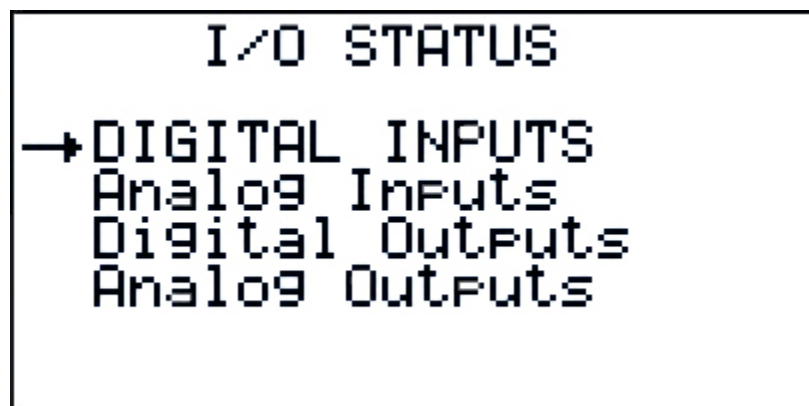 I/O STATUS
→DIGITAL INPUTS
Analog Inputs
Digital Outputs
Analog Outputs